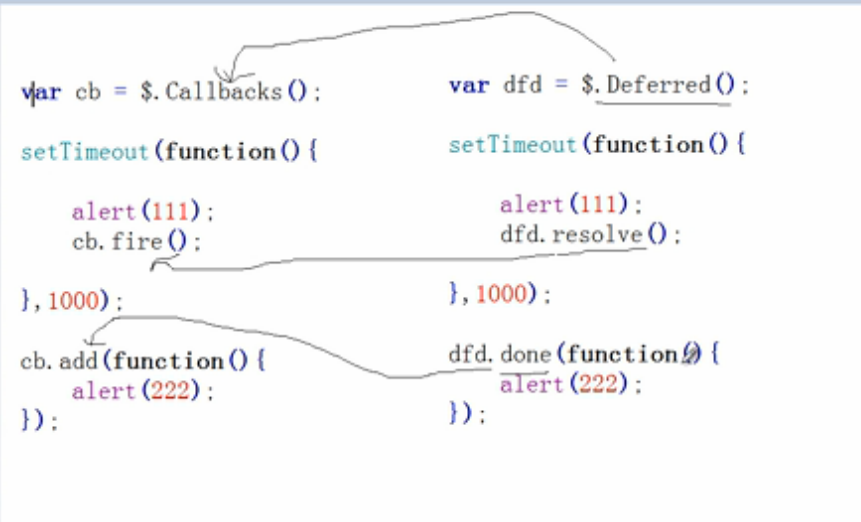 var cb = $.Callbacks();
setTimeout(function(){
alert(111);
cb.fire();
},1000);
cb.add(function(){
alert(222);
});
var dfd = $.Deferred();
setTimeout(function(){
alert(111);
dfd.resolve();
},1000);
dfd.done(function(){
alert(222);
});